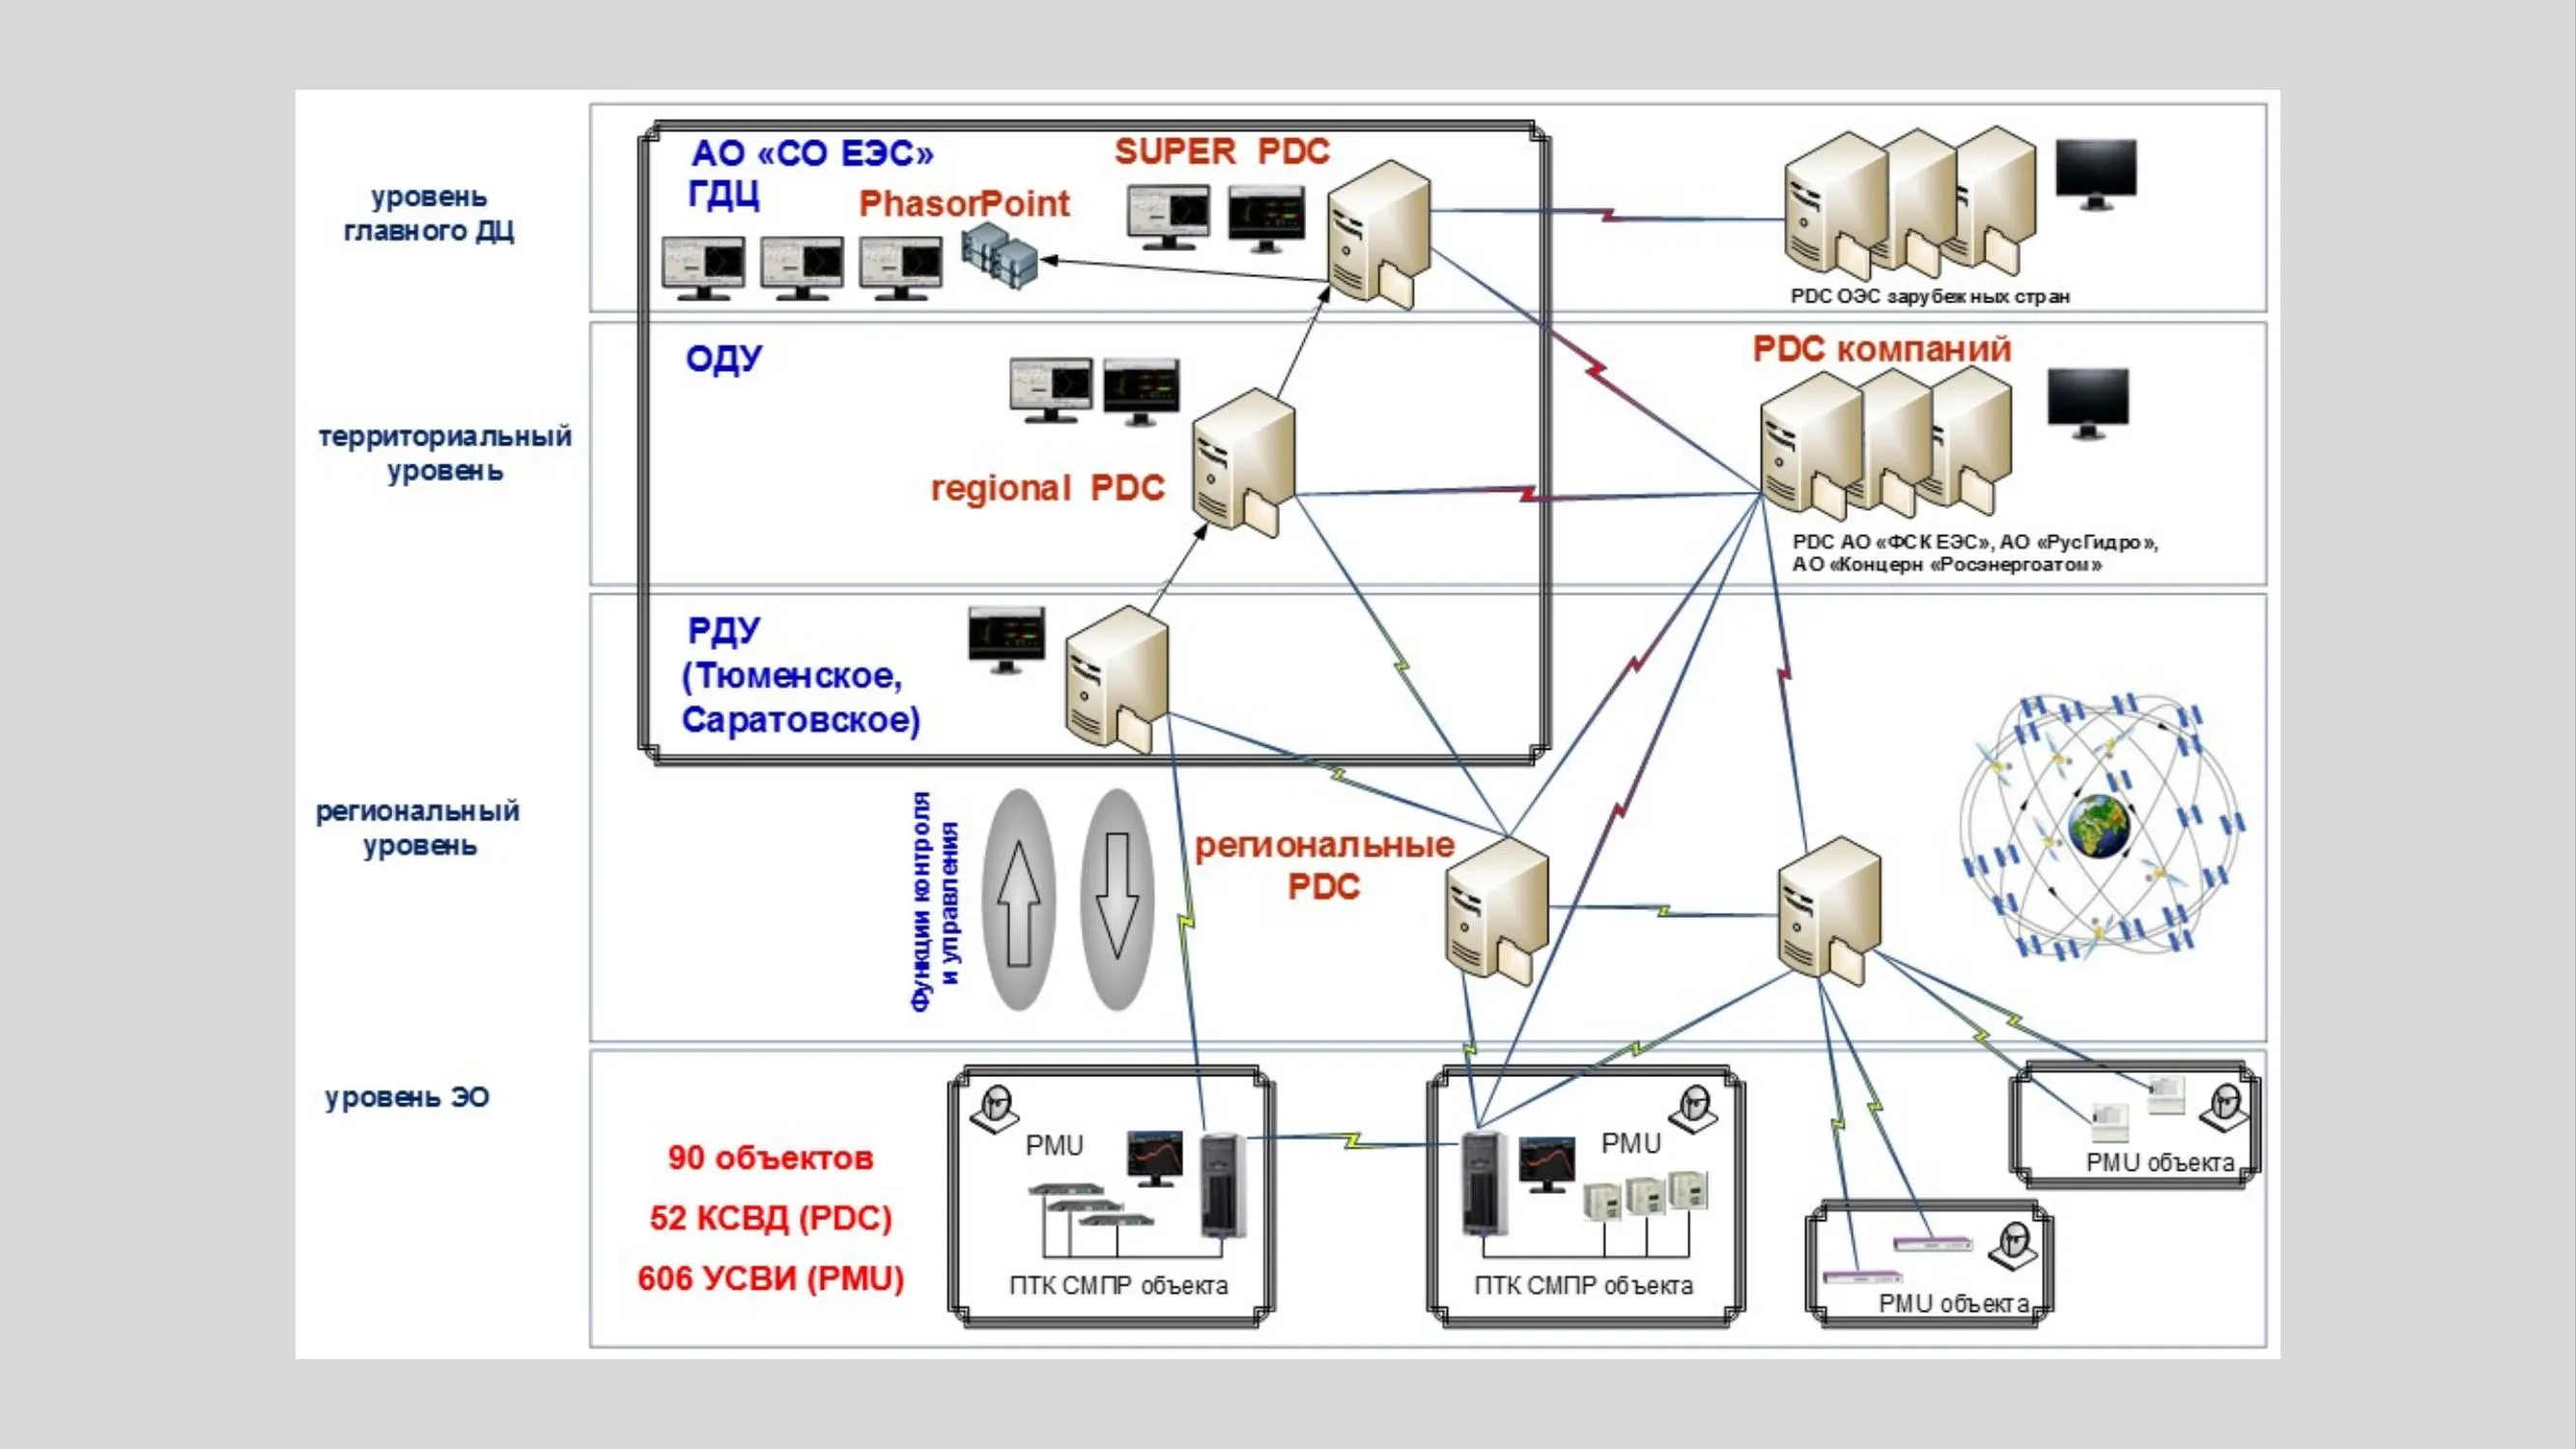 уровень
главного ДЦ
АО «СО ЕЭС»
ГДЦ
PhasorPoint
SUPER PDC
PDC ОЭС зарубежных стран
территориальный
уровень
ОДУ
regional PDC
PDC компаний
PDC АО «ФСК ЕЭС», АО «РусГидро»,
АО «Концерн «Росэнергоатом»
региональный
уровень
РДУ
(Тюменское,
Саратовское)
Функции контроля
и управления
региональные
PDC
уровень ЭО
90 объектов
52 КСВД (PDC)
606 УСВИ (PMU)
PMU
ПТК СМПР объекта
PMU
ПТК СМПР объекта
PMU объекта
PMU объекта